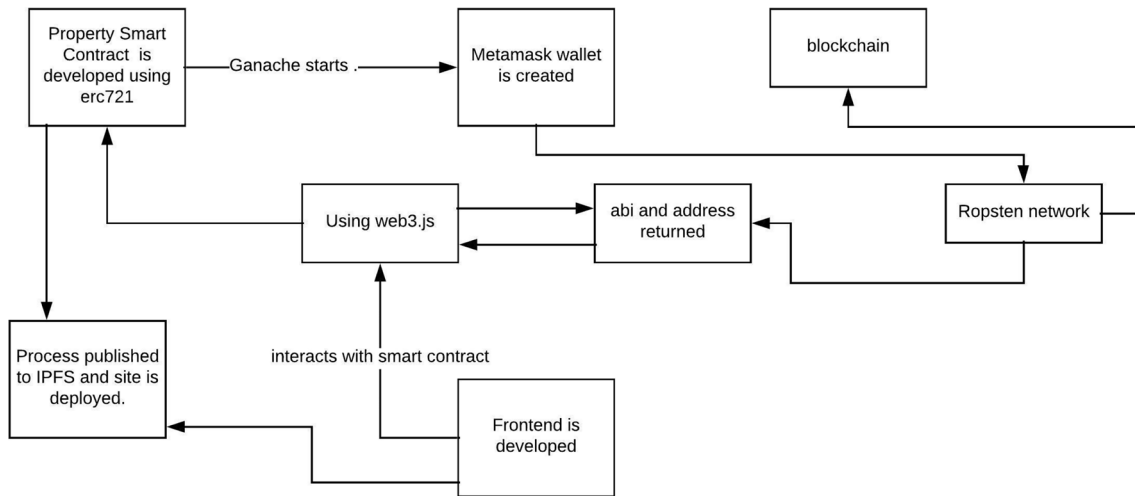 Property Smart
Contract is
developed using
erc721
Ganache starts .
Metamask wallet
is created
blockchain
Using web3.js
abi and address
returned
Ropsten network
Process published
to IPFS and site is
deployed.
interacts with smart contract
Frontend is
developed